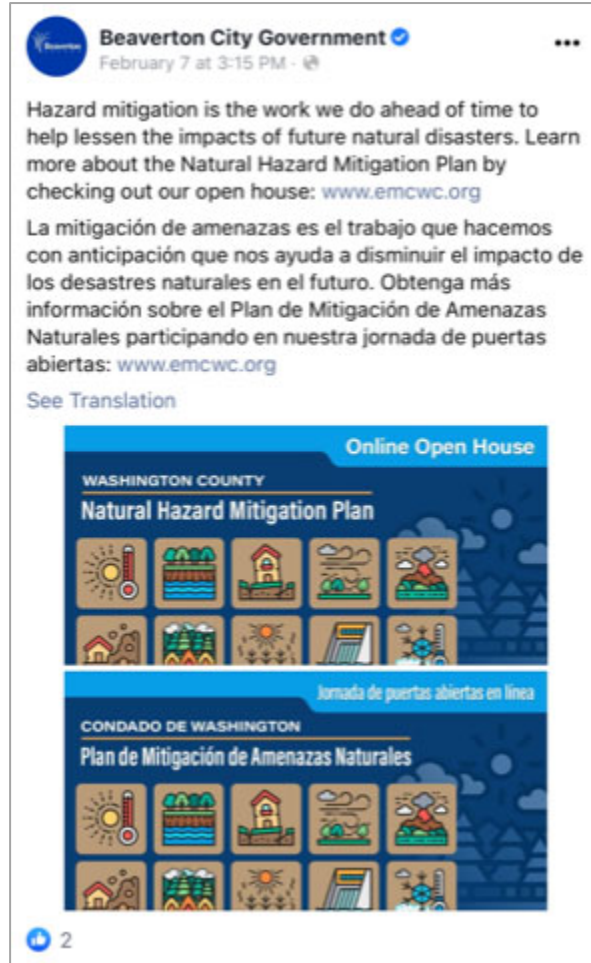 Beaverton
Beaverton City Government
February 7 at 3:15 PM ·
Hazard mitigation is the work we do ahead of time to
help lessen the impacts of future natural disasters. Learn
more about the Natural Hazard Mitigation Plan by
checking out our open house: www.emcwc.org
La mitigación de amenazas es el trabajo que hacemos
con anticipación que nos ayuda a disminuir el impacto de
los desastres naturales en el futuro. Obtenga más
información sobre el Plan de Mitigación de Amenazas
Naturales participando en nuestra jornada de puertas
abiertas: www.emcwc.org
See Translation
Online Open House
WASHINGTON COUNTY
Natural Hazard Mitigation Plan
Jornada de puertas abiertas en línea
CONDADO DE WASHINGTON
Plan de Mitigación de Amenazas Naturales
2